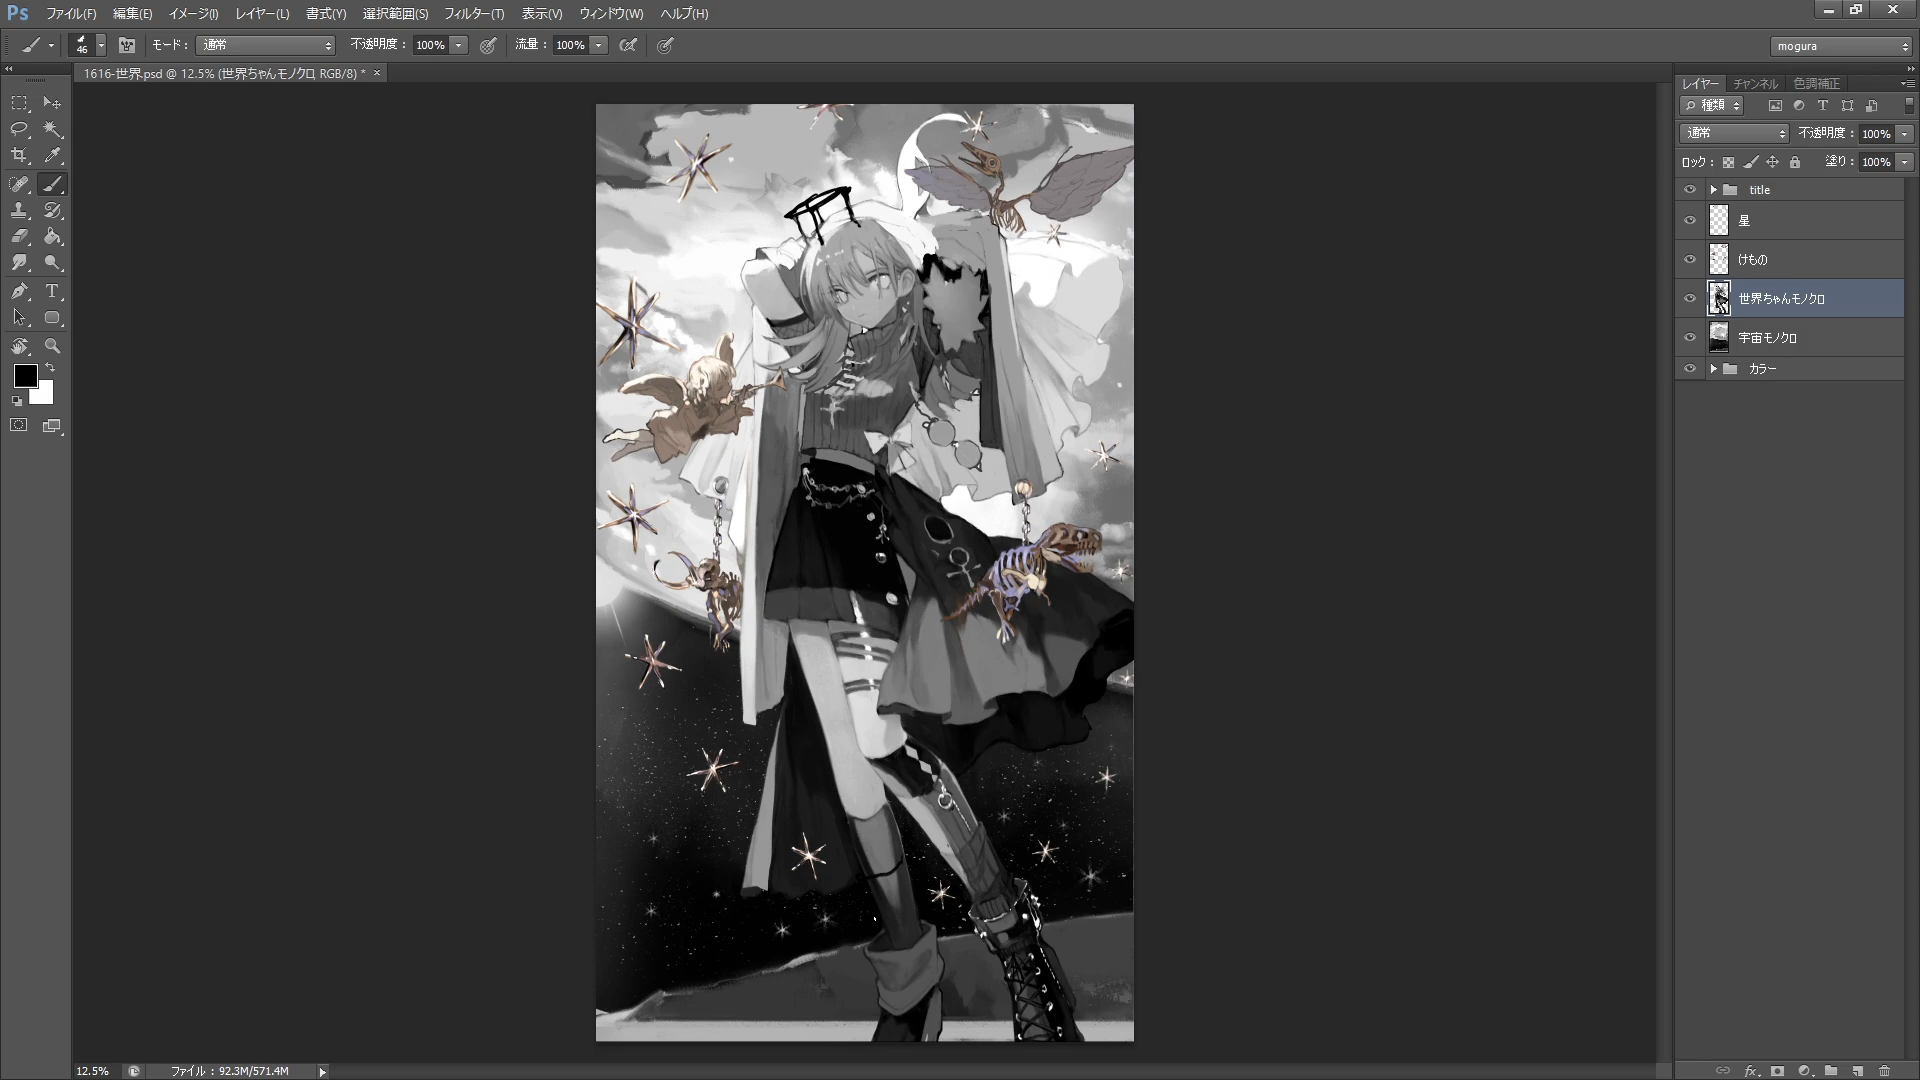 Ps ファイル(F) 編集(E) イメージ(I) レイヤー(L) 書式(Y) 選択範囲(S) フィルター(T) 表示(V) ウィンドウ(W) ヘルプ(H)
46 モード： 通常 不透明度： 100% 流量： 100% mogura
1616-世界.psd @ 12.5% (世界ちゃんモノクロ, RGB/8) * ×
レイヤー チャンネル 色調補正
種類
通常 不透明度： 100%
ロック： 塗り： 100%
title
星
けもの
世界ちゃんモノクロ
宇宙モノクロ
カラー
12.5% ファイル：92.3M/571.4M
fx